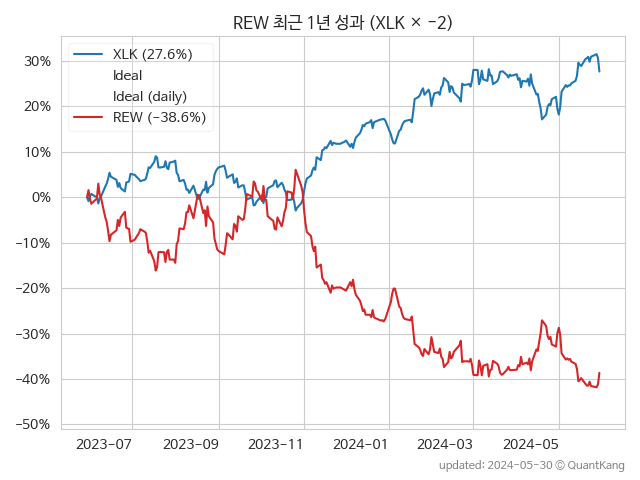 REW 최근 1년 성과 (XLK × −2)
XLK (27.6%)
Ideal
Ideal (daily)
REW (−38.6%)
30%
20%
10%
0%
−10%
−20%
−30%
−40%
−50%
2023−07
2023−09
2023−11
2024−01
2024−03
2024−05
updated: 2024-05-30 © QuantKang